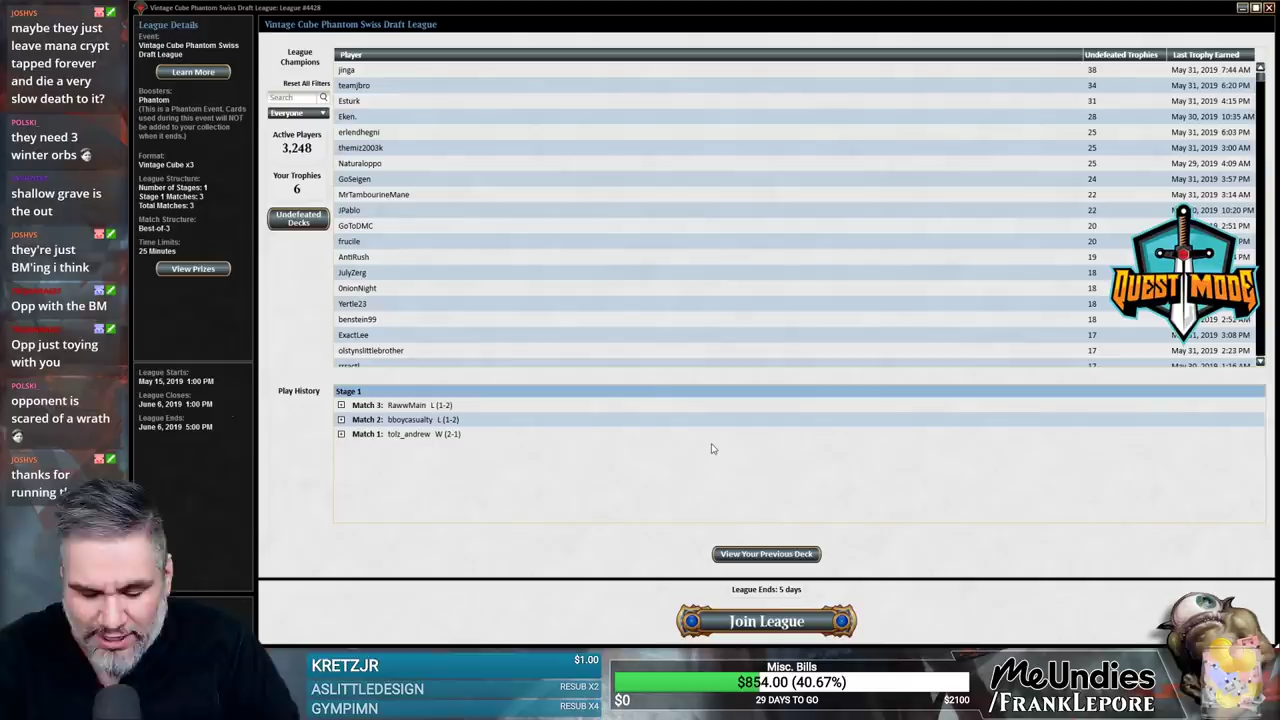 JOSHVS
maybe they just
leave mana crypt
tapped forever
and die a very
slow death to it?
POLSKI_
they need 3
winter orbs
shallow grave is
the out
JOSHVS
they're just
BM'ing i think
Opp with the BM
Opp just toying
with you
POLSKI_
opponent is
scared of a wrath
JOSHVS
thanks for
Vintage Cube Phantom Swiss Draft League: League #4428
League Details
Event:
Vintage Cube Phantom Swiss
Draft League
Learn More
Boosters:
Phantom
(This is a Phantom Event. Cards
used during this event will NOT
be added to your collection
when it ends.)
Format:
Vintage Cube x3
League Structure:
Number of Stages: 1
Stage 1 Matches: 3
Total Matches: 3
Match Structure:
Best-of-3
Time Limits:
25 Minutes
View Prizes
League Starts:
May 15, 2019 1:00 PM
League Closes:
June 6, 2019 1:00 PM
League Ends:
June 6, 2019 5:00 PM
Vintage Cube Phantom Swiss Draft League
League
Champions
Reset All Filters
Search
Everyone
Active Players
3,248
Your Trophies
6
Undefeated
Decks
Player Undefeated Trophies Last Trophy Earned
jinga 38 May 31, 2019 7:44 AM
teamjbro 34 May 31, 2019 6:20 PM
Esturk 31 May 31, 2019 4:15 PM
Eken. 28 May 30, 2019 10:35 AM
erlendhegni 25 May 31, 2019 6:03 PM
themiz2003k 25 May 31, 2019 3:00 AM
Naturaloppo 25 May 29, 2019 4:09 AM
GoSeigen 24 May 31, 2019 3:57 PM
MrTambourineMane 22 May 31, 2019 3:14 AM
JPablo 22 2019 10:20 PM
GoToDMC 20 2:51 PM
frucile 20
AntiRush 19
JulyZerg 18
0nionNight 18
Yertle23 18
benstein99 18
ExactLee 17 May 31, 2019 3:08 PM
olstynslittlebrother 17 May 31, 2019 2:23 PM
QUEST MODE
Play History
Stage 1
Match 3: RawwMain L (1-2)
Match 2: bboycasualty L (1-2)
Match 1: tolz_andrew W (2-1)
View Your Previous Deck
League Ends: 5 days
Join League
KRETZJR $1.00
ASLITTLEDESIGN RESUB X2
GYMPIMN RESUB X4
Misc. Bills
$854.00 (40.67%)
$0 29 DAYS TO GO $2100
MeUndies
/FRANKLEPORE